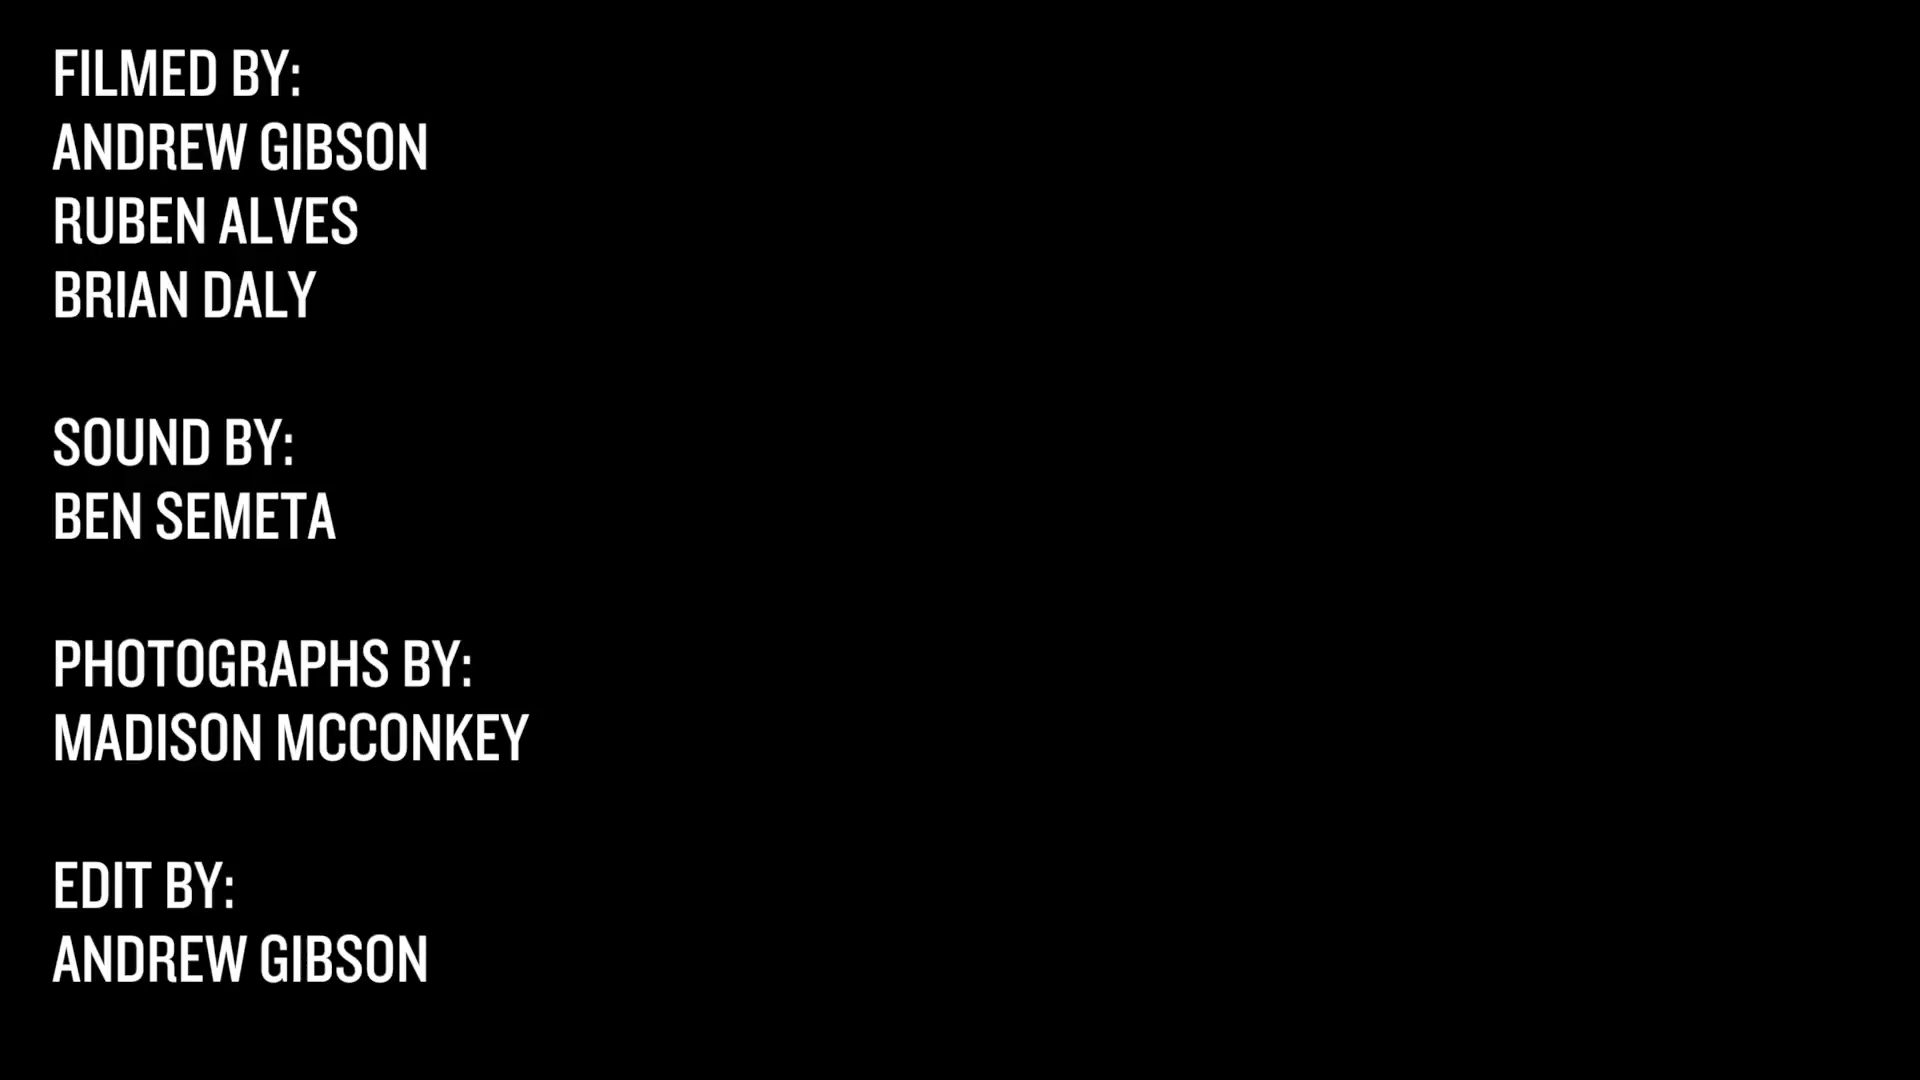 FILMED BY:
ANDREW GIBSON
RUBEN ALVES
BRIAN DALY
SOUND BY:
BEN SEMETA
PHOTOGRAPHS BY:
MADISON MCCONKEY
EDIT BY:
ANDREW GIBSON